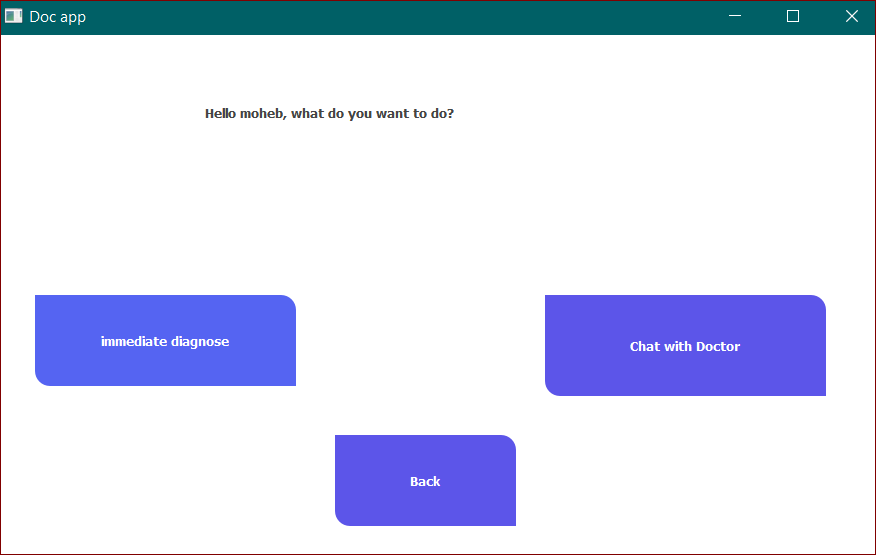 Doc app
Hello moheb, what do you want to do?
immediate diagnose
Chat with Doctor
Back